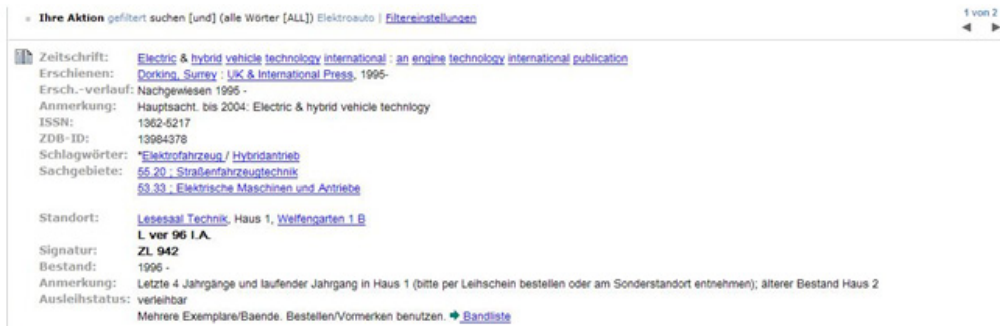 Ihre Aktion gefiltert suchen [und] (alle Wörter [ALL]) Elektroauto | Filtereinstellungen
1 von 2
Zeitschrift: Electric & hybrid vehicle technology international : an engine technology international publication
Erschienen: Dorking, Surrey : UK & International Press, 1995-
Ersch.-verlauf: Nachgewiesen 1995 -
Anmerkung: Hauptsacht. bis 2004: Electric & hybrid vehicle technlogy
ISSN: 1362-5217
ZDB-ID: 13984378
Schlagwörter: *Elektrofahrzeug / Hybridantrieb
Sachgebiete: 55.20 ; Straßenfahrzeugtechnik
53.33 ; Elektrische Maschinen und Antriebe
Standort: Lesesaal Technik, Haus 1, Welfengarten 1 B
L ver 96 I.A.
Signatur: ZL 942
Bestand: 1996 -
Anmerkung: Letzte 4 Jahrgänge und laufender Jahrgang in Haus 1 (bitte per Leihschein bestellen oder am Sonderstandort entnehmen); älterer Bestand Haus 2
Ausleihstatus: verleihbar
Mehrere Exemplare/Baende. Bestellen/Vormerken benutzen. Bandliste